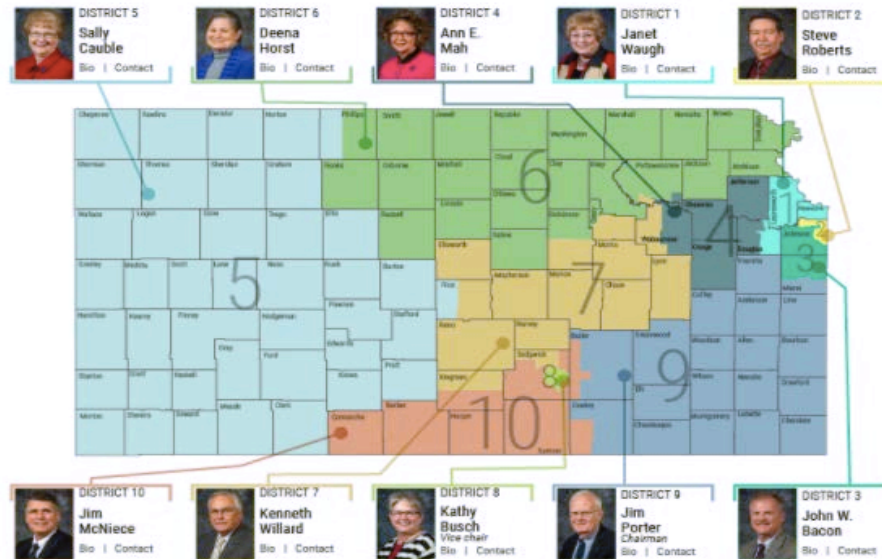 DISTRICT 5
Sally
Cauble
Bio | Contact
DISTRICT 6
Deena
Horst
Bio | Contact
DISTRICT 4
Ann E.
Mah
Bio | Contact
DISTRICT 1
Janet
Waugh
Bio | Contact
DISTRICT 2
Steve
Roberts
Bio | Contact
Cheyenne Rawlins Decatur Norton Phillips Smith Jewell Republic Washington Marshall Nemaha Brown
Sherman Thomas Sheridan Graham Rooks Osborne Mitchell Cloud Clay Riley Pottawatomie Jackson Atchison
Jefferson
Wallace Logan Gove Trego Ellis Russell Lincoln Ottawa Dickinson Geary Shawnee
Saline Ellsworth Morris Wabaunsee Osage Douglas Johnson
Greeley Wichita Scott Lane Ness Rush Barton Rice McPherson Marion Chase Lyon Franklin Miami
Hamilton Kearny Finney Hodgeman Pawnee Stafford Reno Harvey Butler Greenwood Coffey Anderson Linn
Gray Ford Edwards Sedgwick Woodson Allen Bourbon
Stanton Grant Haskell Kiowa Pratt Kingman Elk Wilson Neosho Crawford
Morton Stevens Seward Meade Clark Comanche Barber Harper Sumner Cowley Chautauqua Montgomery Labette Cherokee
6
1
4
3
5
7
8
9
10
DISTRICT 10
Jim
McNiece
Bio | Contact
DISTRICT 7
Kenneth
Willard
Bio | Contact
DISTRICT 8
Kathy
Busch
Vice chair
Bio | Contact
DISTRICT 9
Jim
Porter
Chairman
Bio | Contact
DISTRICT 3
John W.
Bacon
Bio | Contact